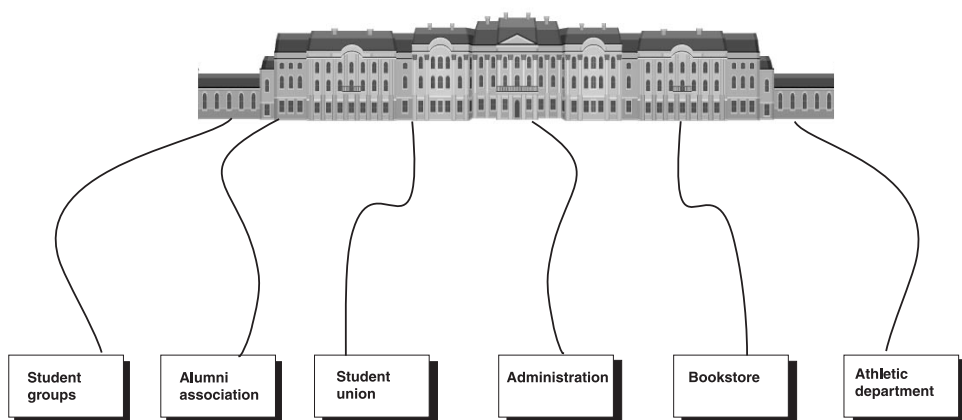 Student
groups
Alumni
association
Student
union
Administration
Bookstore
Athletic
department